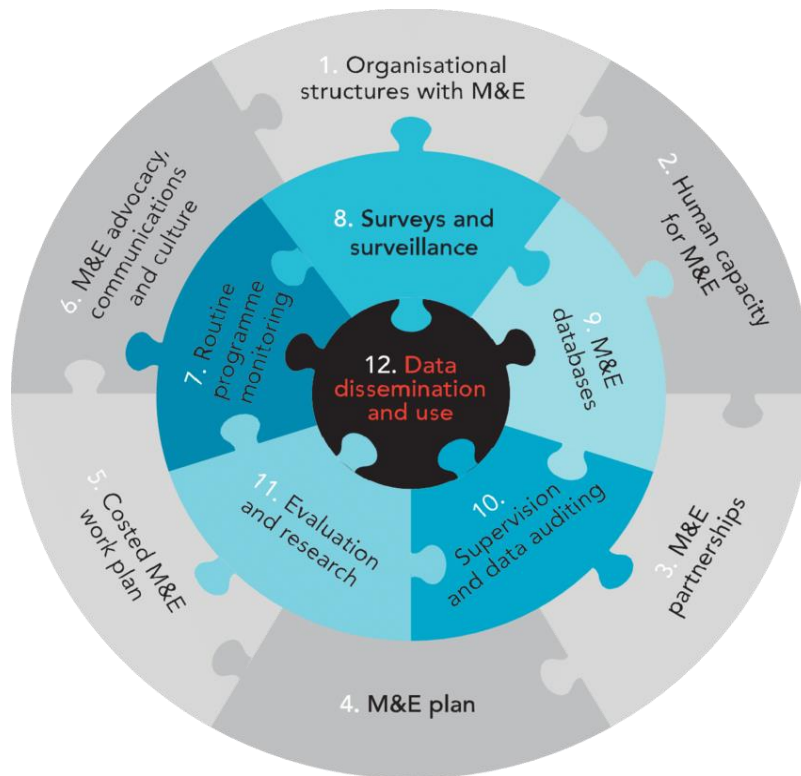 1. Organisational
structures with M&E
2. Human capacity
for M&E
3. M&E
partnerships
4. M&E plan
5. Costed M&E
work plan
6. M&E advocacy,
communications
and culture
7. Routine
programme
monitoring
8. Surveys and
surveillance
9. M&E
databases
10.
Supervision
and data auditing
11. Evaluation
and research
12. Data
dissemination
and use